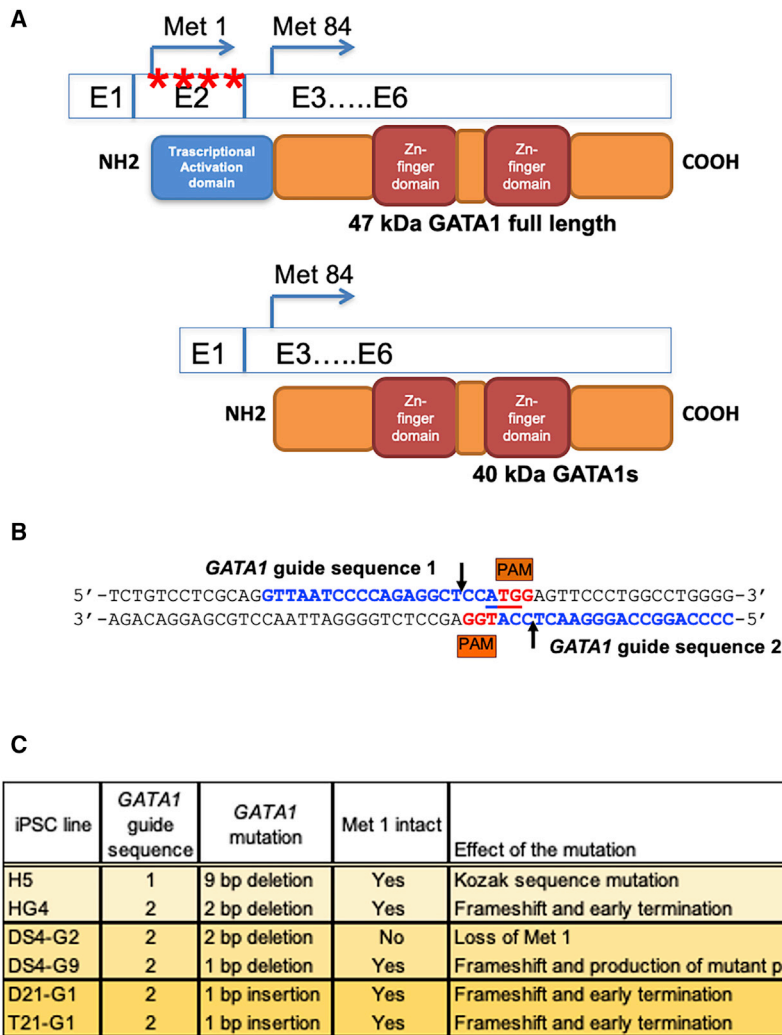 A
Met 1 Met 84
****
E1 E2 E3.....E6
NH2 Trascriptional Activation domain Zn-finger domain Zn-finger domain COOH
47 kDa GATA1 full length
Met 84
E1 E3.....E6
NH2 Zn-finger domain Zn-finger domain COOH
40 kDa GATA1s
B
GATA1 guide sequence 1 PAM
5'-TCTGTCCTCGCAGGTTAATCCCCAGAGGCTCCATGGAGTTCCCTGGCCTGGGG-3'
3'-AGACAGGAGCGTCCAATTAGGGGTCTCCGAGGTACCTCAAGGGACCGGACCCC-5'
PAM GATA1 guide sequence 2
C
iPSC line GATA1 guide sequence GATA1 mutation Met 1 intact Effect of the mutation
H5 1 9 bp deletion Yes Kozak sequence mutation
HG4 2 2 bp deletion Yes Frameshift and early termination
DS4-G2 2 2 bp deletion No Loss of Met 1
DS4-G9 2 1 bp deletion Yes Frameshift and production of mutant p
D21-G1 2 1 bp insertion Yes Frameshift and early termination
T21-G1 2 1 bp insertion Yes Frameshift and early termination